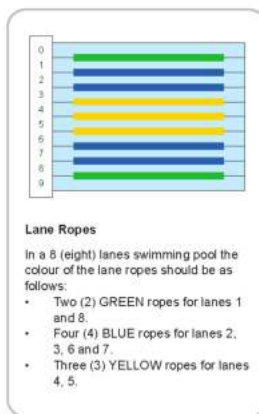 0
1
2
3
4
5
6
7
8
9
Lane Ropes
In a 8 (eight) lanes swimming pool the
colour of the lane ropes should be as
follows:
• Two (2) GREEN ropes for lanes 1
and 8.
• Four (4) BLUE ropes for lanes 2,
3, 6 and 7.
• Three (3) YELLOW ropes for lanes
4, 5.